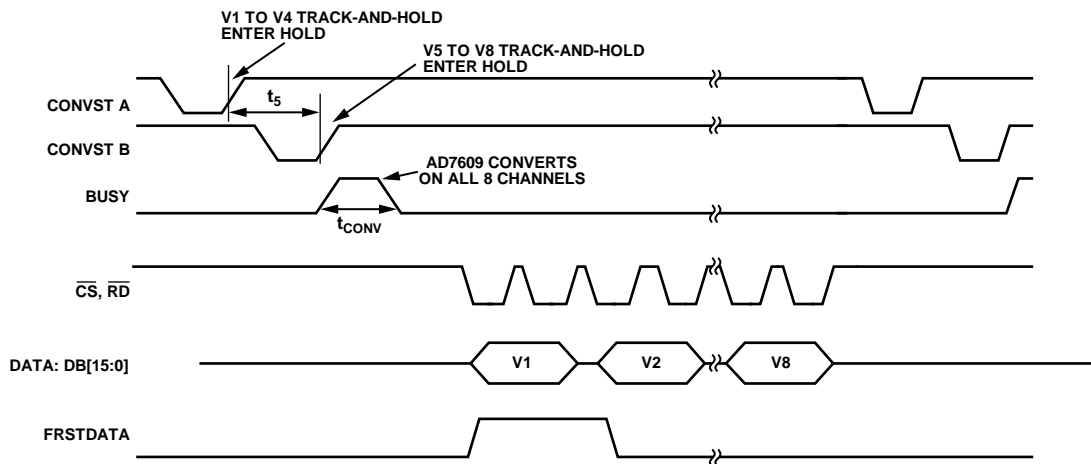 V1 TO V4 TRACK-AND-HOLD
ENTER HOLD
V5 TO V8 TRACK-AND-HOLD
ENTER HOLD
CONVST A
t5
CONVST B
AD7609 CONVERTS
ON ALL 8 CHANNELS
BUSY
tCONV
CS, RD
DATA: DB[15:0]
V1
V2
V8
FRSTDATA